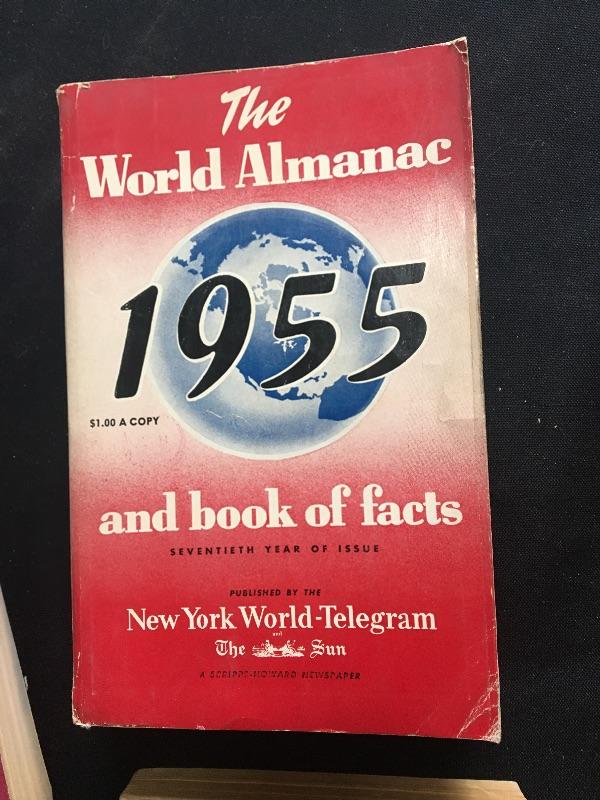 The
World Almanac
1955
$1.00 A COPY
and book of facts
SEVENTIETH YEAR OF ISSUE
PUBLISHED BY THE
New York World-Telegram
and
The Sun
A SCRIPPS-HOWARD NEWSPAPER